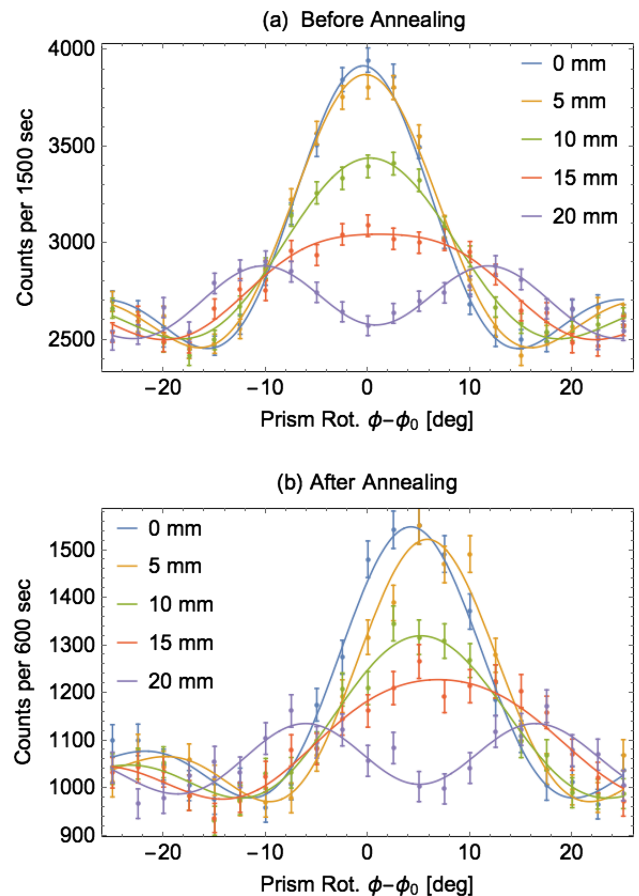 (a) Before Annealing
4000
3500
3000
2500
Counts per 1500 sec
0 mm
5 mm
10 mm
15 mm
20 mm
−20 −10 0 10 20
Prism Rot. ϕ−ϕ₀ [deg]
(b) After Annealing
1500
1400
1300
1200
1100
1000
900
Counts per 600 sec
0 mm
5 mm
10 mm
15 mm
20 mm
−20 −10 0 10 20
Prism Rot. ϕ−ϕ₀ [deg]